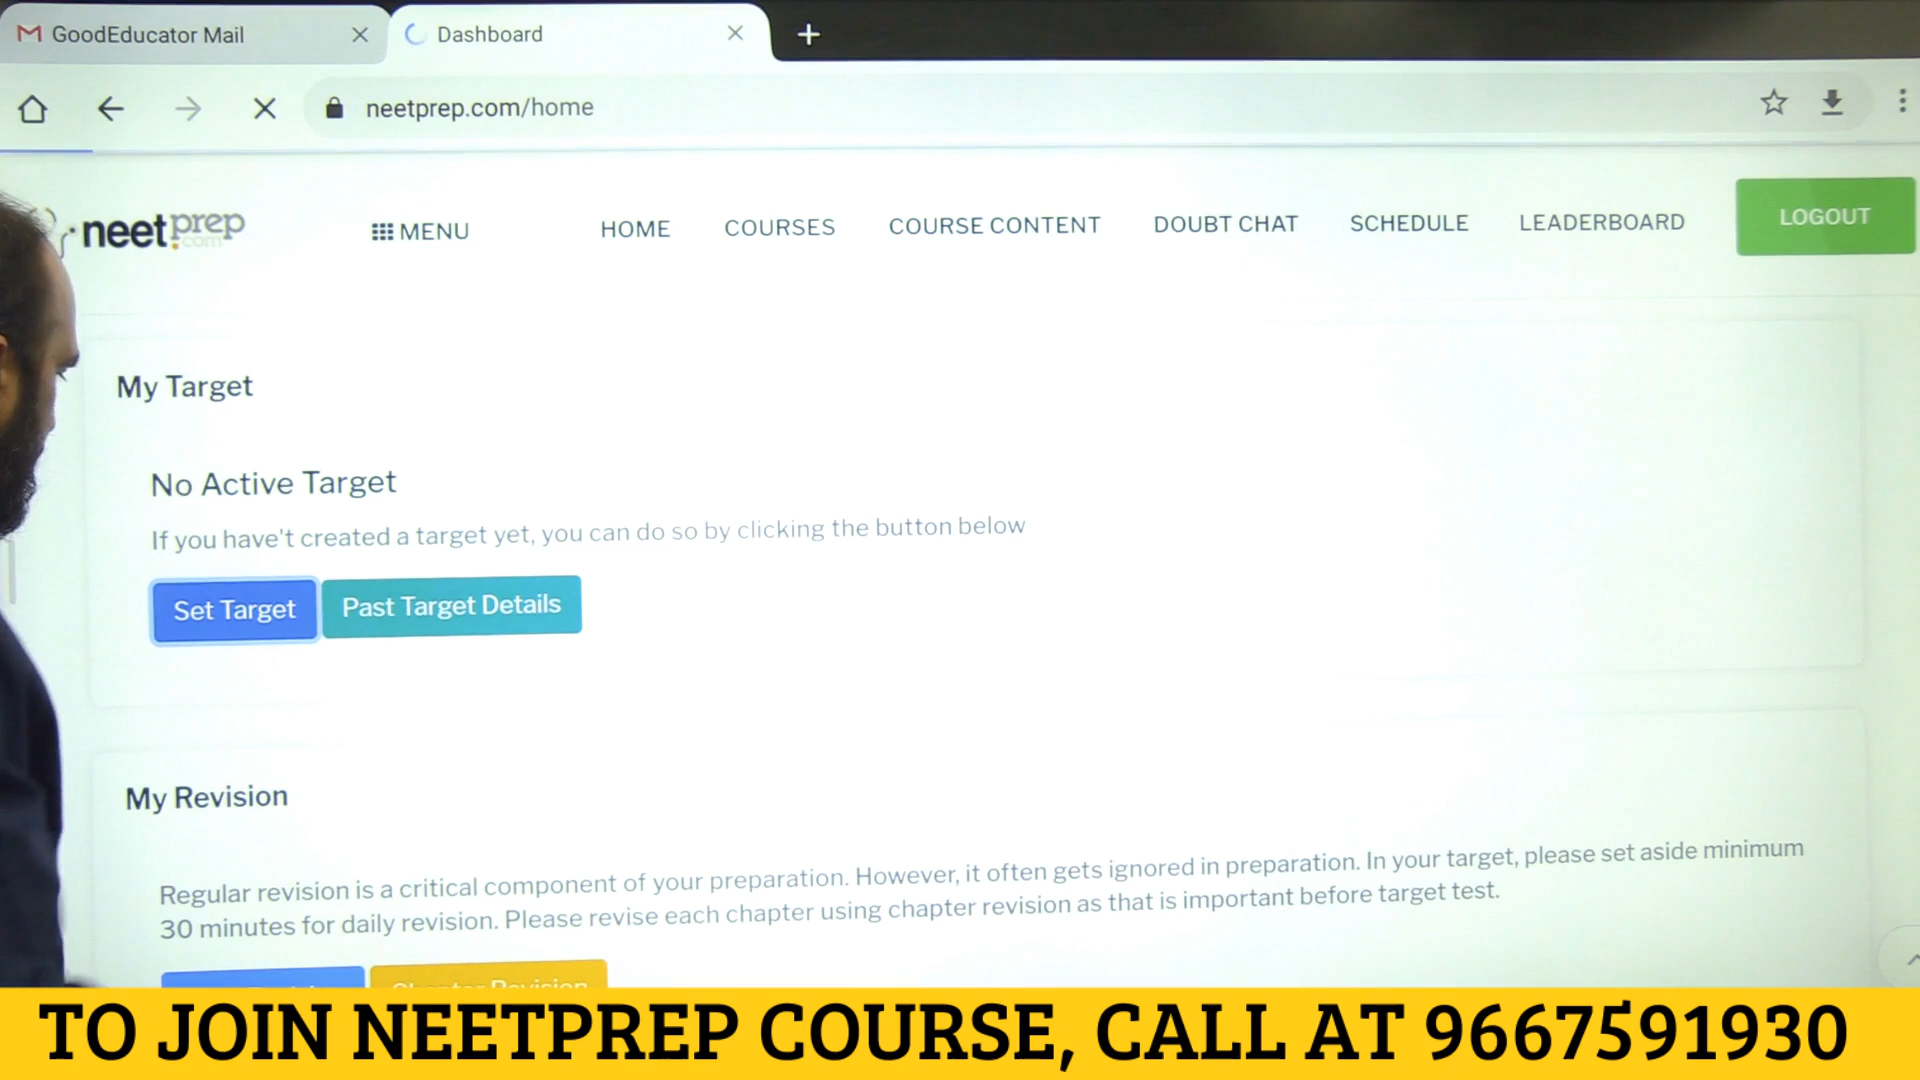 GoodEducator Mail
Dashboard
neetprep.com/home
neetprep
.com
MENU
HOME
COURSES
COURSE CONTENT
DOUBT CHAT
SCHEDULE
LEADERBOARD
LOGOUT
My Target
No Active Target
If you have't created a target yet, you can do so by clicking the button below
Set Target
Past Target Details
My Revision
Regular revision is a critical component of your preparation. However, it often gets ignored in preparation. In your target, please set aside minimum
30 minutes for daily revision. Please revise each chapter using chapter revision as that is important before target test.
Chapter Revision
TO JOIN NEETPREP COURSE, CALL AT 9667591930